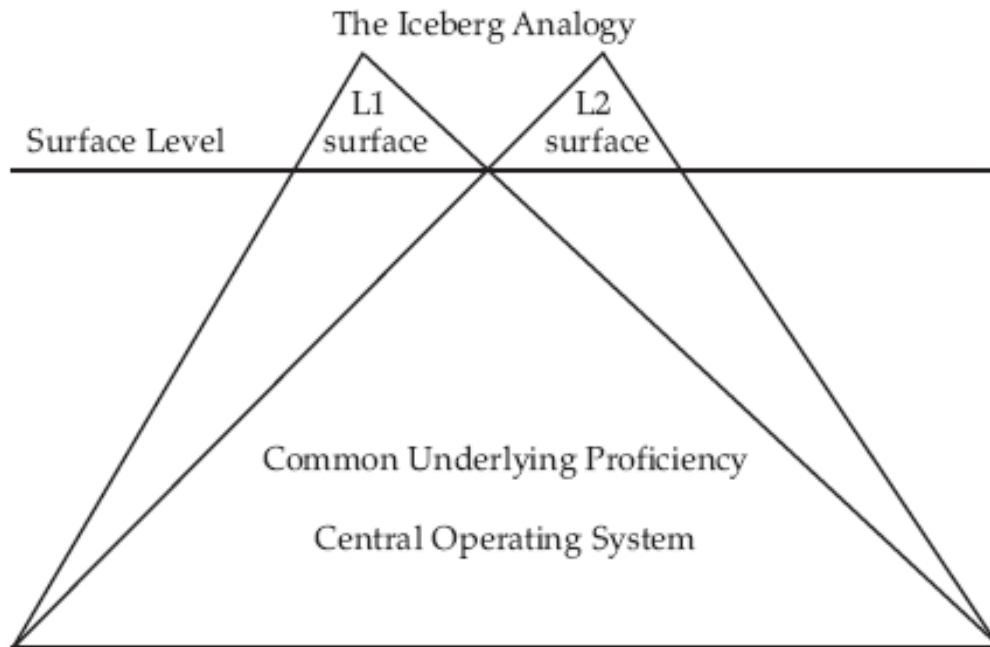 The Iceberg Analogy
L1
surface
L2
surface
Surface Level
Common Underlying Proficiency
Central Operating System